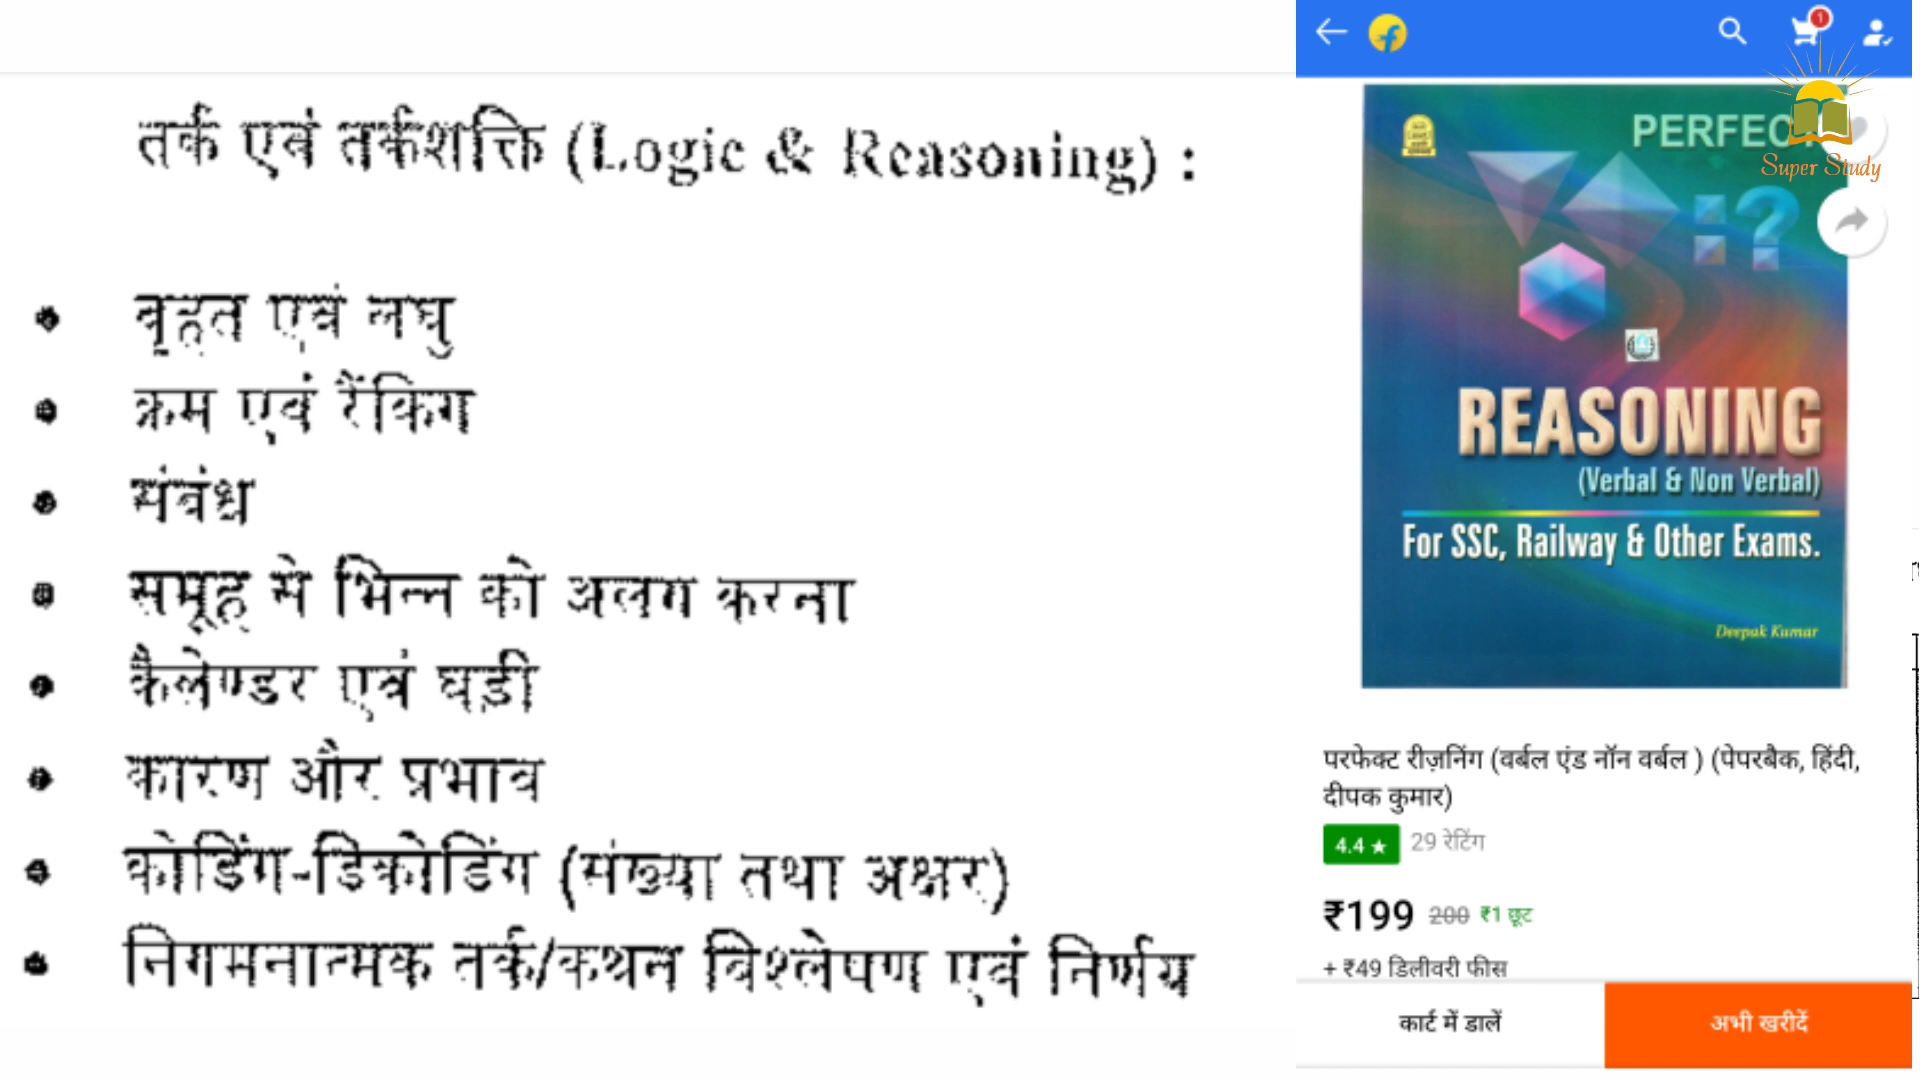 तर्क एवं तर्कशक्ति (Logic & Reasoning) :
वृहत एवं लघु
क्रम एवं रैंकिग
संबंध
समूह से भिन्न को अलग करना
कैलेण्डर एवं घड़ी
कारण और प्रभाव
कोडिंग-डिकोडिंग (संख्या तथा अक्षर)
निगमनात्मक तर्क/कथन विश्लेषण एवं निर्णय
1
PERFEC
Super Study
:?
REASONING
(Verbal & Non Verbal)
For SSC, Railway & Other Exams.
Deepak Kumar
परफेक्ट रीज़निंग (वर्बल एंड नॉन वर्बल ) (पेपरबैक, हिंदी,
दीपक कुमार)
4.4 ★ 29 रेटिंग
₹199 200 ₹1 छूट
+ ₹49 डिलीवरी फीस
कार्ट में डालें अभी खरीदें